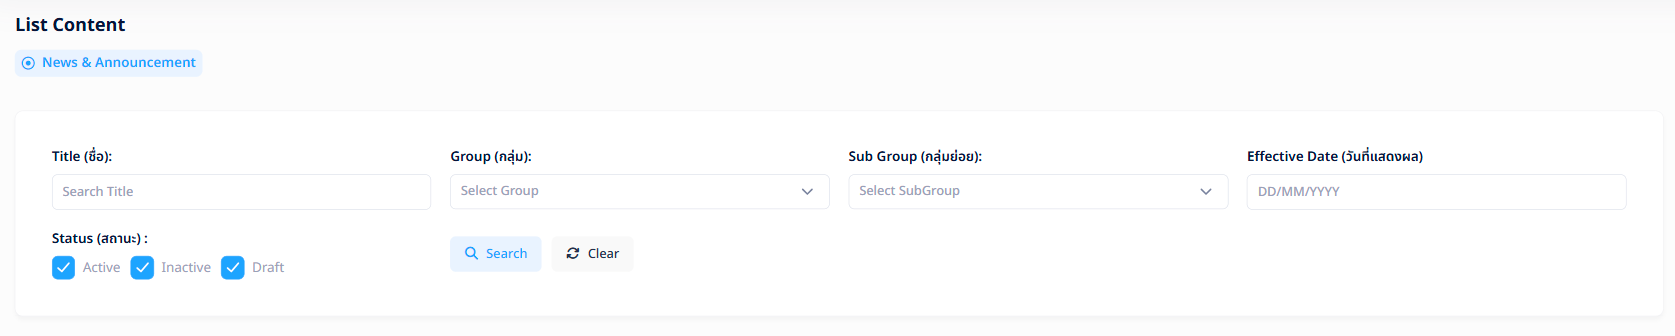 List Content
News & Announcement
Title (ชื่อ):
Search Title
Group (กลุ่ม):
Select Group
Sub Group (กลุ่มย่อย):
Select SubGroup
Effective Date (วันที่แสดงผล)
DD/MM/YYYY
Status (สถานะ) :
Active Inactive Draft
Search Clear